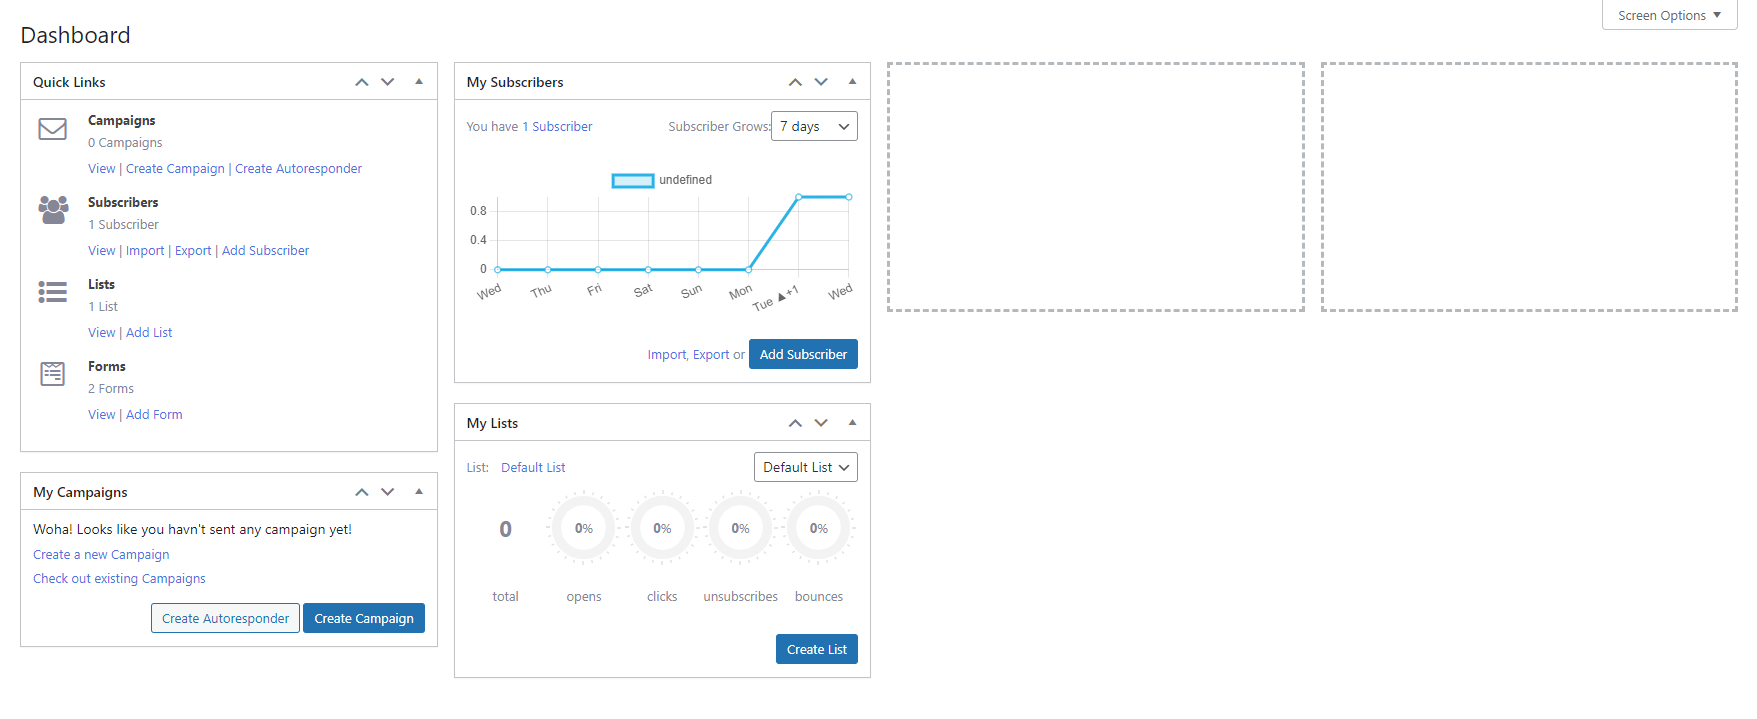 Screen Options
Dashboard
Quick Links
Campaigns
0 Campaigns
View | Create Campaign | Create Autoresponder
Subscribers
1 Subscriber
View | Import | Export | Add Subscriber
Lists
1 List
View | Add List
Forms
2 Forms
View | Add Form
My Campaigns
Woha! Looks like you havn't sent any campaign yet!
Create a new Campaign
Check out existing Campaigns
Create Autoresponder Create Campaign
My Subscribers
You have 1 Subscriber Subscriber Grows: 7 days
undefined
0.8
0.4
0
Wed Thu Fri Sat Sun Mon Tue ▲+1 Wed
Import, Export or Add Subscriber
My Lists
List: Default List Default List
0 0% 0% 0% 0%
total opens clicks unsubscribes bounces
Create List